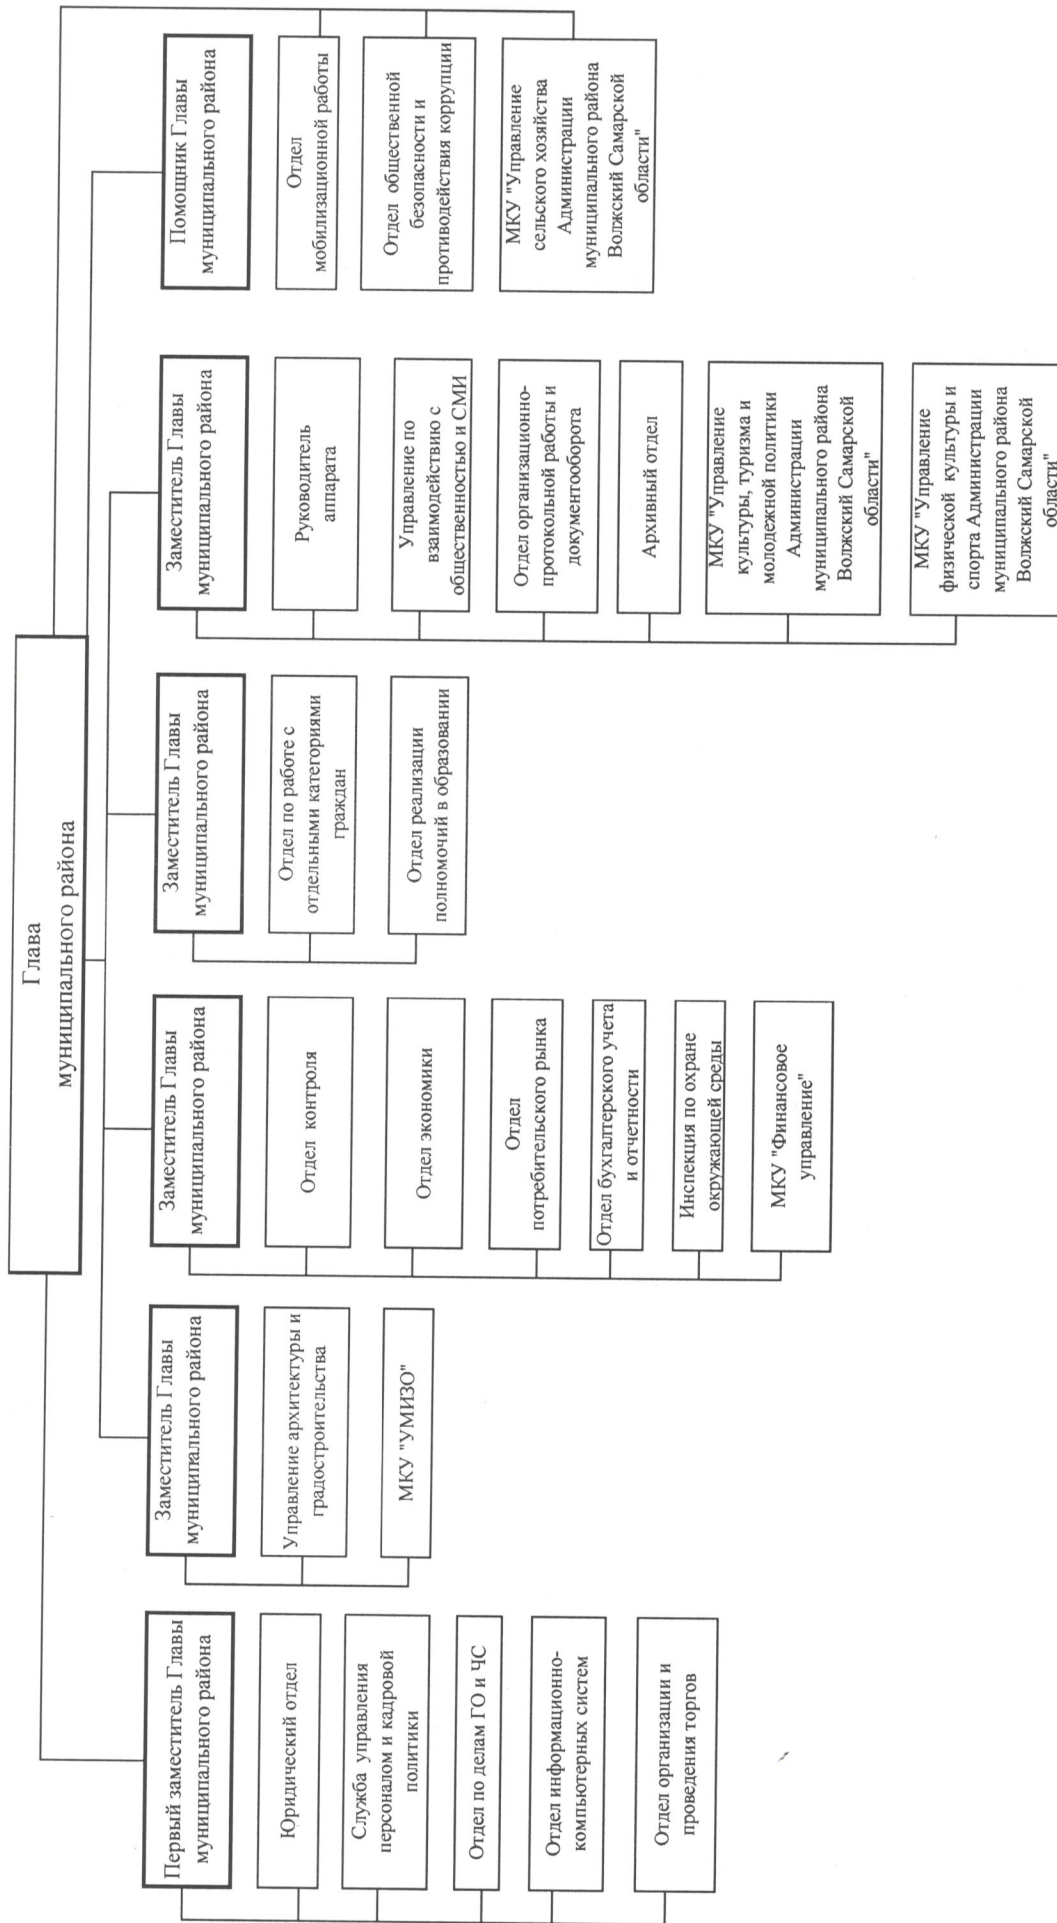 Глава
муниципального района
Первый заместитель Главы
муниципального района
Юридический отдел
Служба управления
персоналом и кадровой
политики
Отдел по делам ГО и ЧС
Отдел информационно-
компьютерных систем
Отдел организации и
проведения торгов
Заместитель Главы
муниципального района
Управление архитектуры и
градостроительства
МКУ "УМИЗО"
Заместитель Главы
муниципального района
Отдел контроля
Отдел экономики
Отдел
потребительского рынка
Отдел бухгалтерского учета
и отчетности
Инспекция по охране
окружающей среды
МКУ "Финансовое
управление"
Заместитель Главы
муниципального района
Отдел по работе с
отдельными категориями
граждан
Отдел реализации
полномочий в образовании
Заместитель Главы
муниципального района
Руководитель
аппарата
Управление по
взаимодействию с
общественностью и СМИ
Отдел организационно-
протокольной работы и
документооборота
Архивный отдел
МКУ "Управление
культуры, туризма и
молодежной политики
Администрации
муниципального района
Волжский Самарской
области"
МКУ "Управление
физической культуры и
спорта Администрации
муниципального района
Волжский Самарской
области"
Помощник Главы
муниципального района
Отдел
мобилизационной работы
Отдел общественной
безопасности и
противодействия коррупции
МКУ "Управление
сельского хозяйства
Администрации
муниципального района
Волжский Самарской
области"